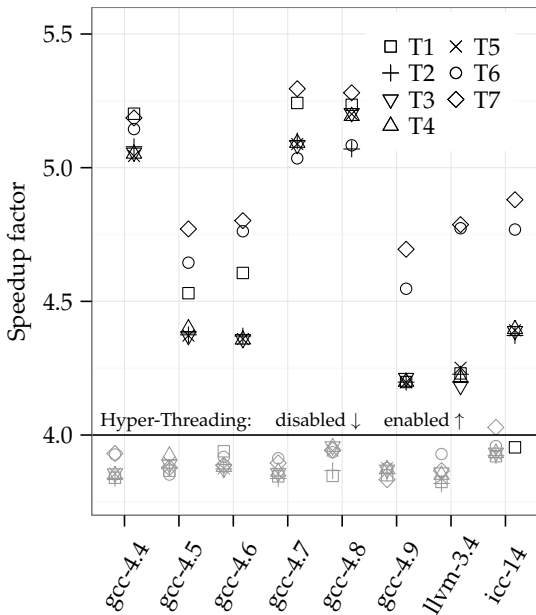 5.5
T1 T5
T2 T6
T3 T7
T4
5.0
Speedup factor
4.5
Hyper-Threading: disabled ↓ enabled ↑
4.0
gcc-4.4 gcc-4.5 gcc-4.6 gcc-4.7 gcc-4.8 gcc-4.9 llvm-3.4 icc-14